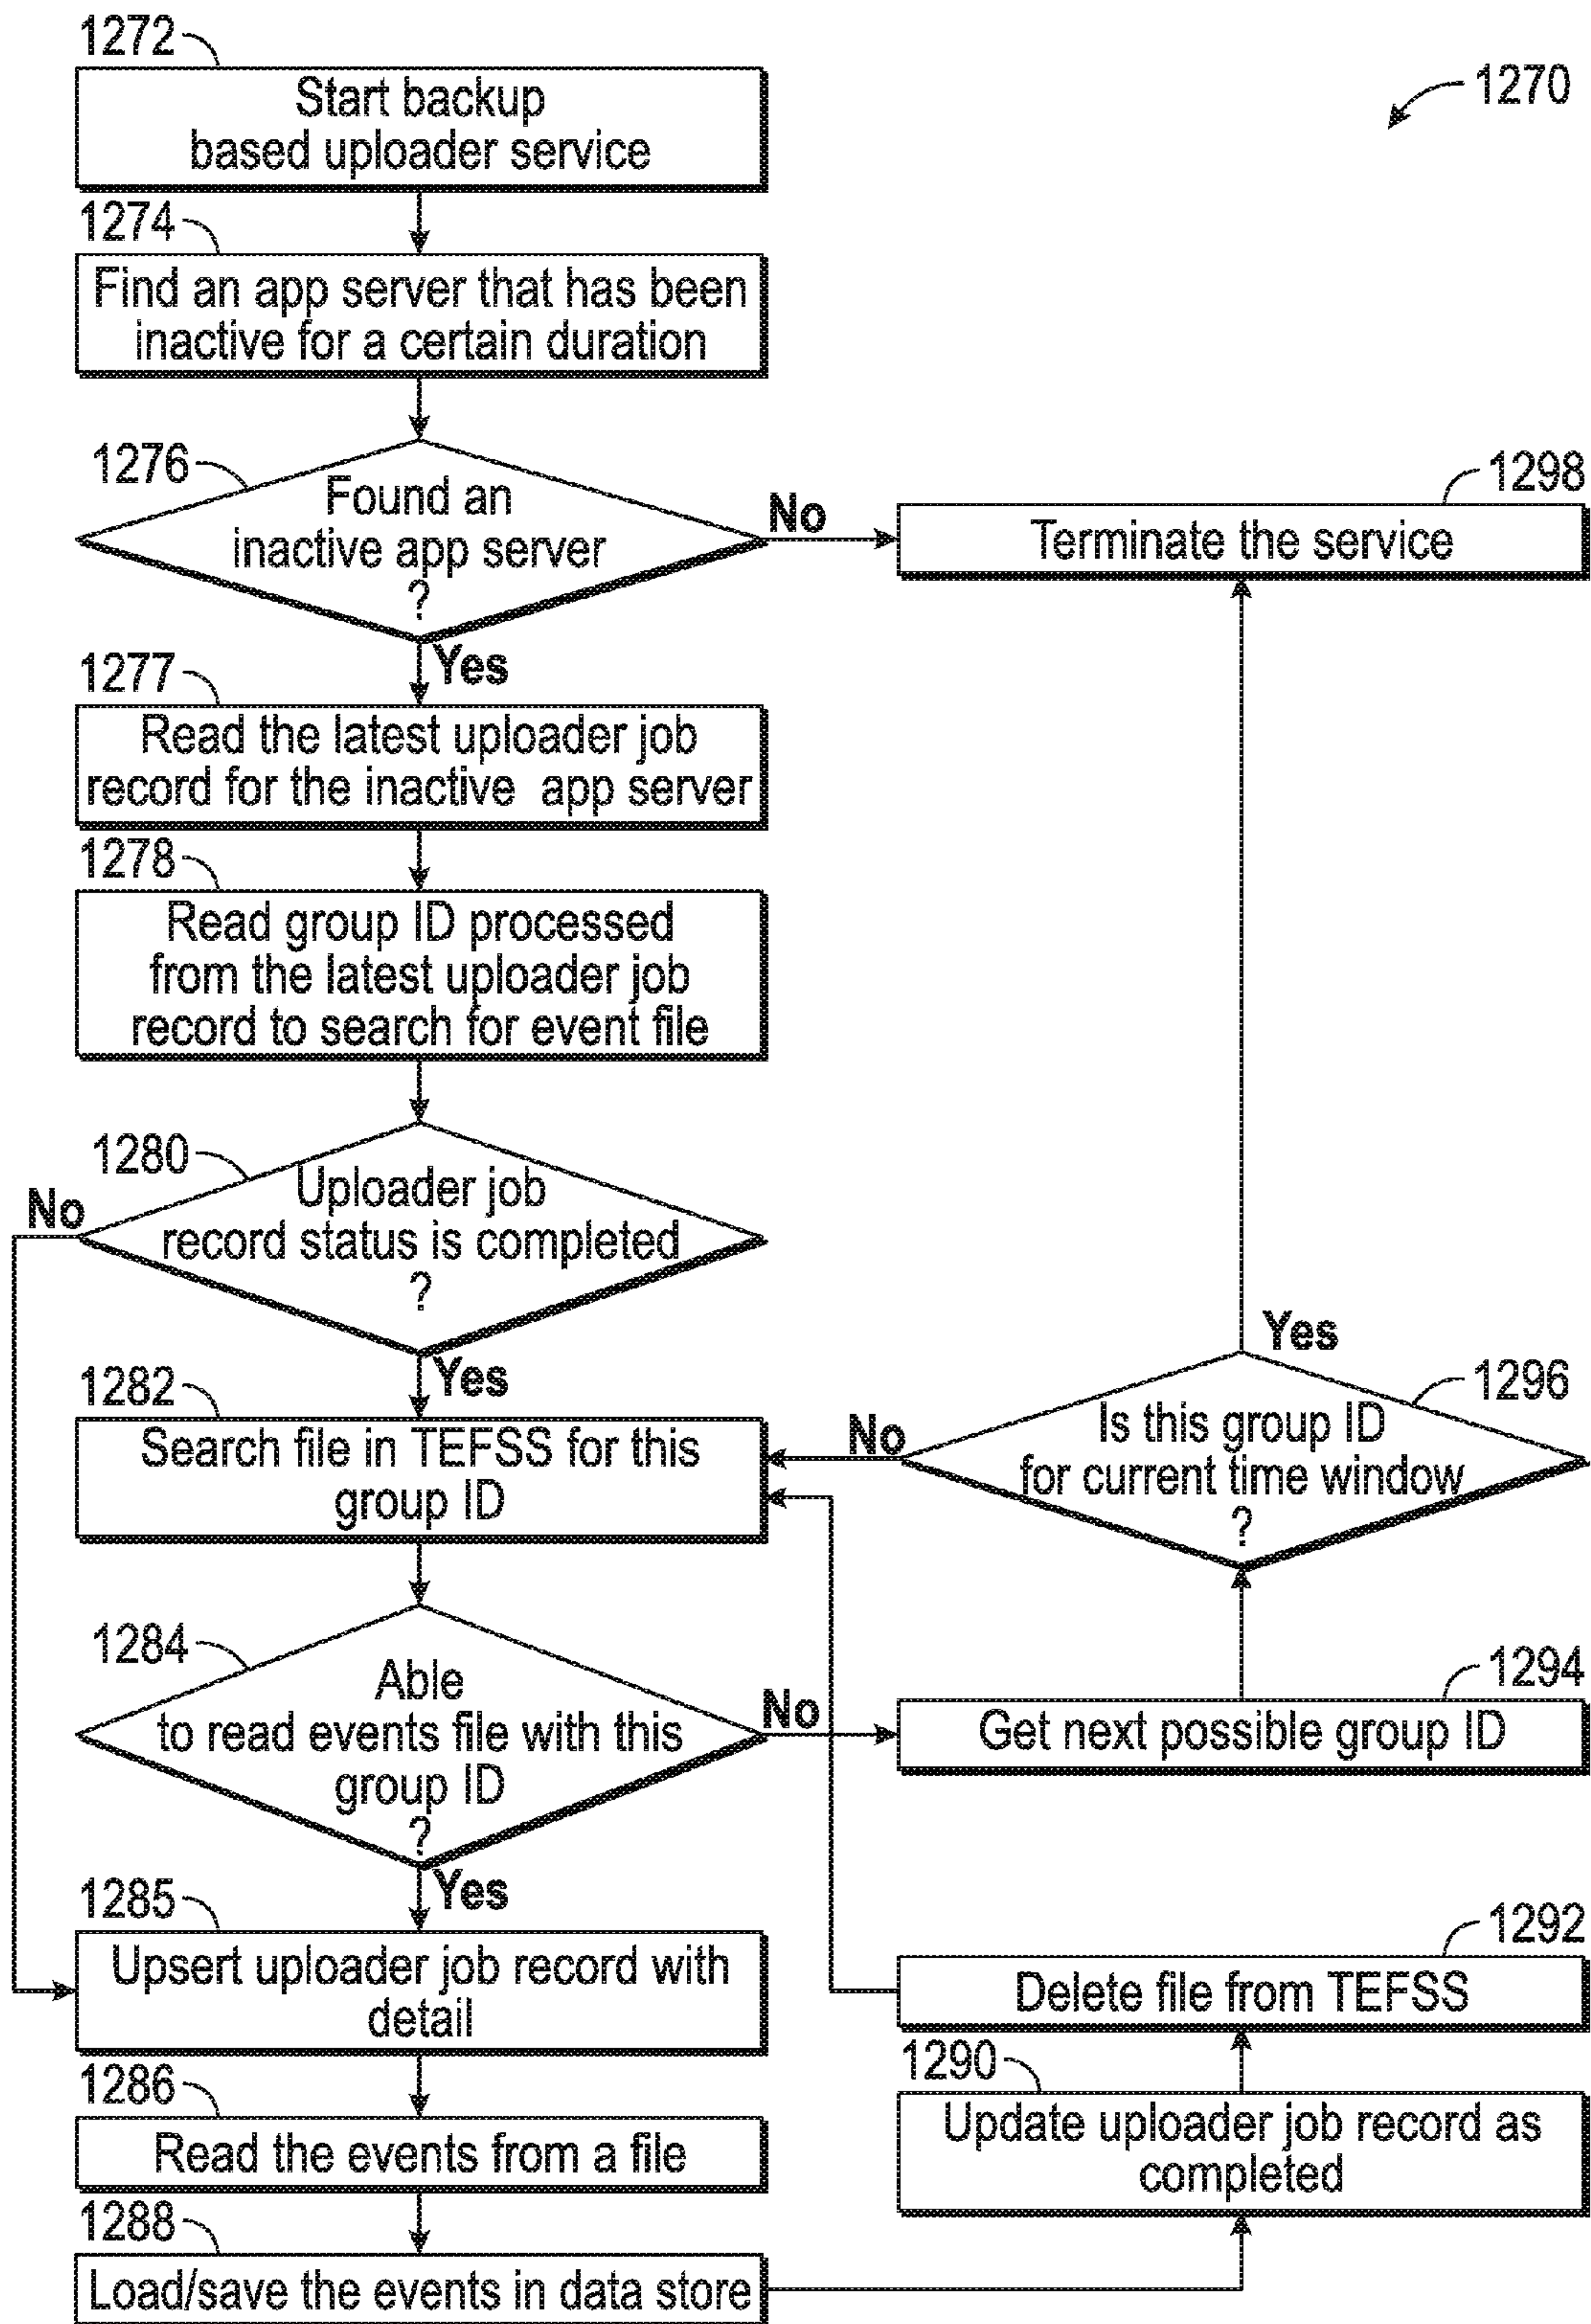 1272
Start backup
based uploader service
1270
1274
Find an app server that has been
inactive for a certain duration
1276
Found an
inactive app server
?
No
1298
Terminate the service
Yes
1277
Read the latest uploader job
record for the inactive app server
1278
Read group ID processed
from the latest uploader job
record to search for event file
1280
Uploader job
record status is completed
?
No
Yes
1282
Search file in TEFSS for this
group ID
No
Yes
1296
Is this group ID
for current time window
?
1284
Able
to read events file with this
group ID
?
No
1294
Get next possible group ID
Yes
1285
Upsert uploader job record with
detail
1292
Delete file from TEFSS
1286
Read the events from a file
1290
Update uploader job record as
completed
1288
Load/save the events in data store